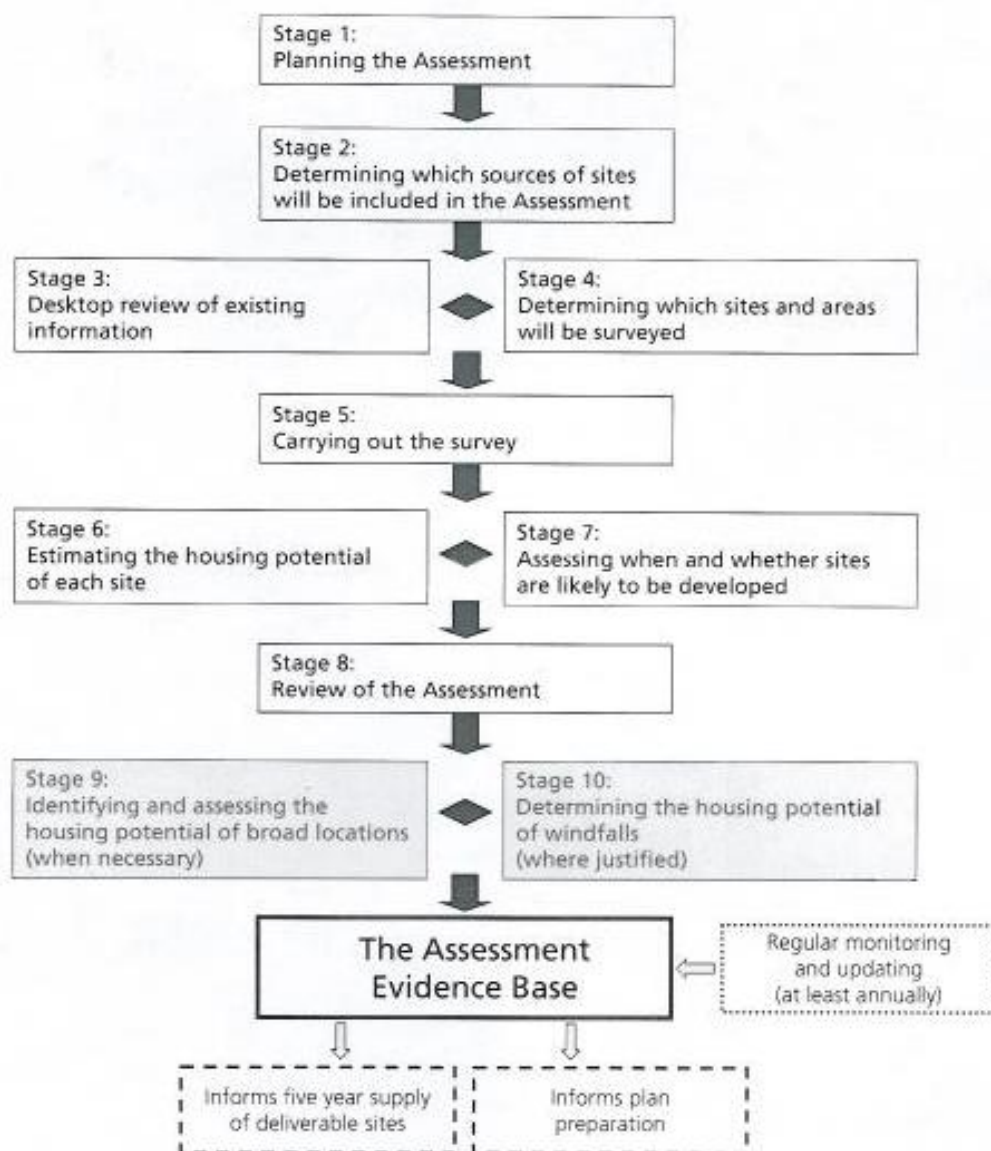 Stage 1:
Planning the Assessment
Stage 2:
Determining which sources of sites
will be included in the Assessment
Stage 3:
Desktop review of existing
information
Stage 4:
Determining which sites and areas
will be surveyed
Stage 5:
Carrying out the survey
Stage 6:
Estimating the housing potential
of each site
Stage 7:
Assessing when and whether sites
are likely to be developed
Stage 8:
Review of the Assessment
Stage 9:
Identifying and assessing the
housing potential of broad locations
(when necessary)
Stage 10:
Determining the housing potential
of windfalls
(where justified)
The Assessment
Evidence Base
Regular monitoring
and updating
(at least annually)
Informs five year supply
of deliverable sites
Informs plan
preparation